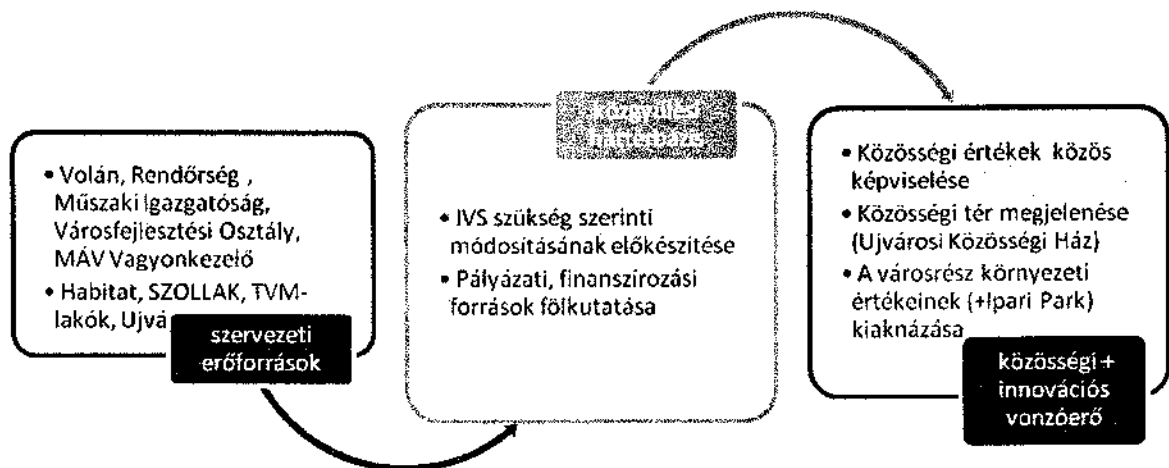 • Volán, Rendőrség ,
Műszaki Igazgatóság,
Városfejlesztési Osztály,
MÁV Vagyonkezelő
• Habitat, SZOLLAK, TVM-
lakók, Ujvá
szervezeti
erőforrások
közgyűlés
háttérbázis
• IVS szükség szerinti
módosításának előkészítése
• Pályázati, finanszírozási
források fölkutatása
• Közösségi értékek közös
képviselése
• Közösségi tér megjelenése
(Ujvárosi Közösségi Ház)
• A városrész környezeti
értékeinek (+Ipari Park)
kiaknázása
közösségi +
innovációs
vonzóerő